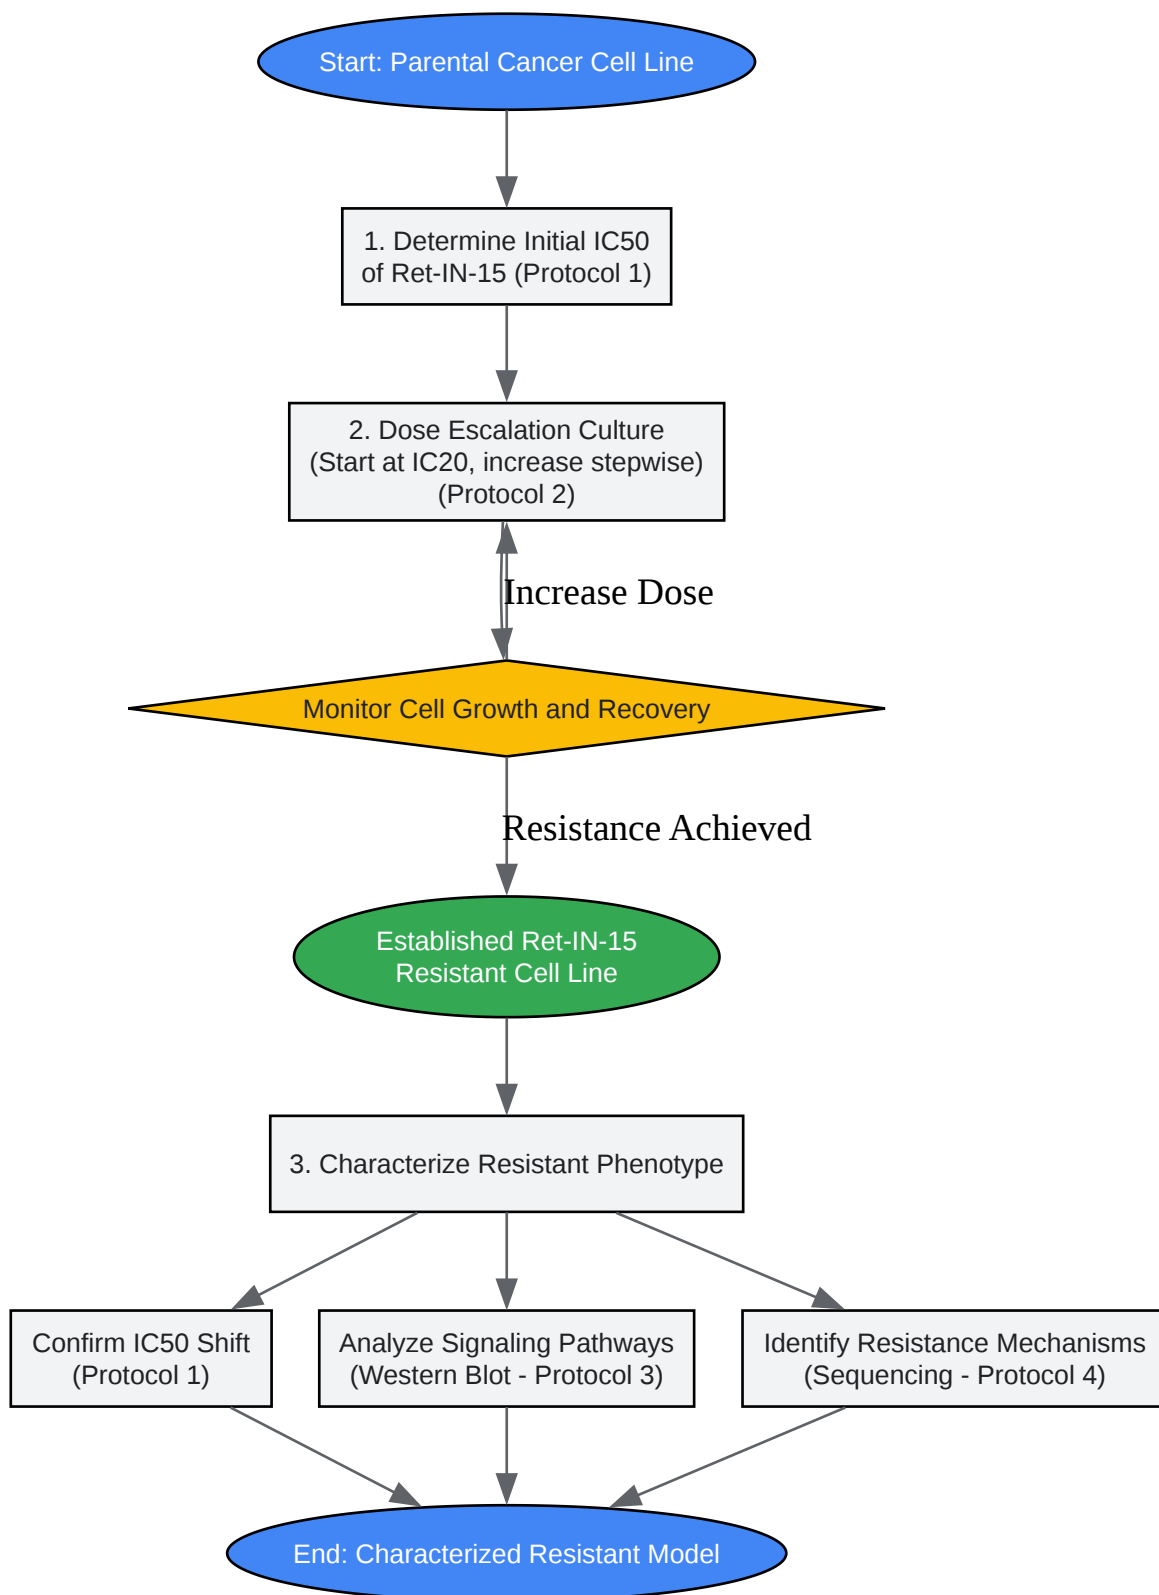 Start: Parental Cancer Cell Line
1. Determine Initial IC50
of Ret-IN-15 (Protocol 1)
2. Dose Escalation Culture
(Start at IC20, increase stepwise)
(Protocol 2)
Increase Dose
Monitor Cell Growth and Recovery
Resistance Achieved
Established Ret-IN-15
Resistant Cell Line
3. Characterize Resistant Phenotype
Confirm IC50 Shift
(Protocol 1)
Analyze Signaling Pathways
(Western Blot - Protocol 3)
Identify Resistance Mechanisms
(Sequencing - Protocol 4)
End: Characterized Resistant Model